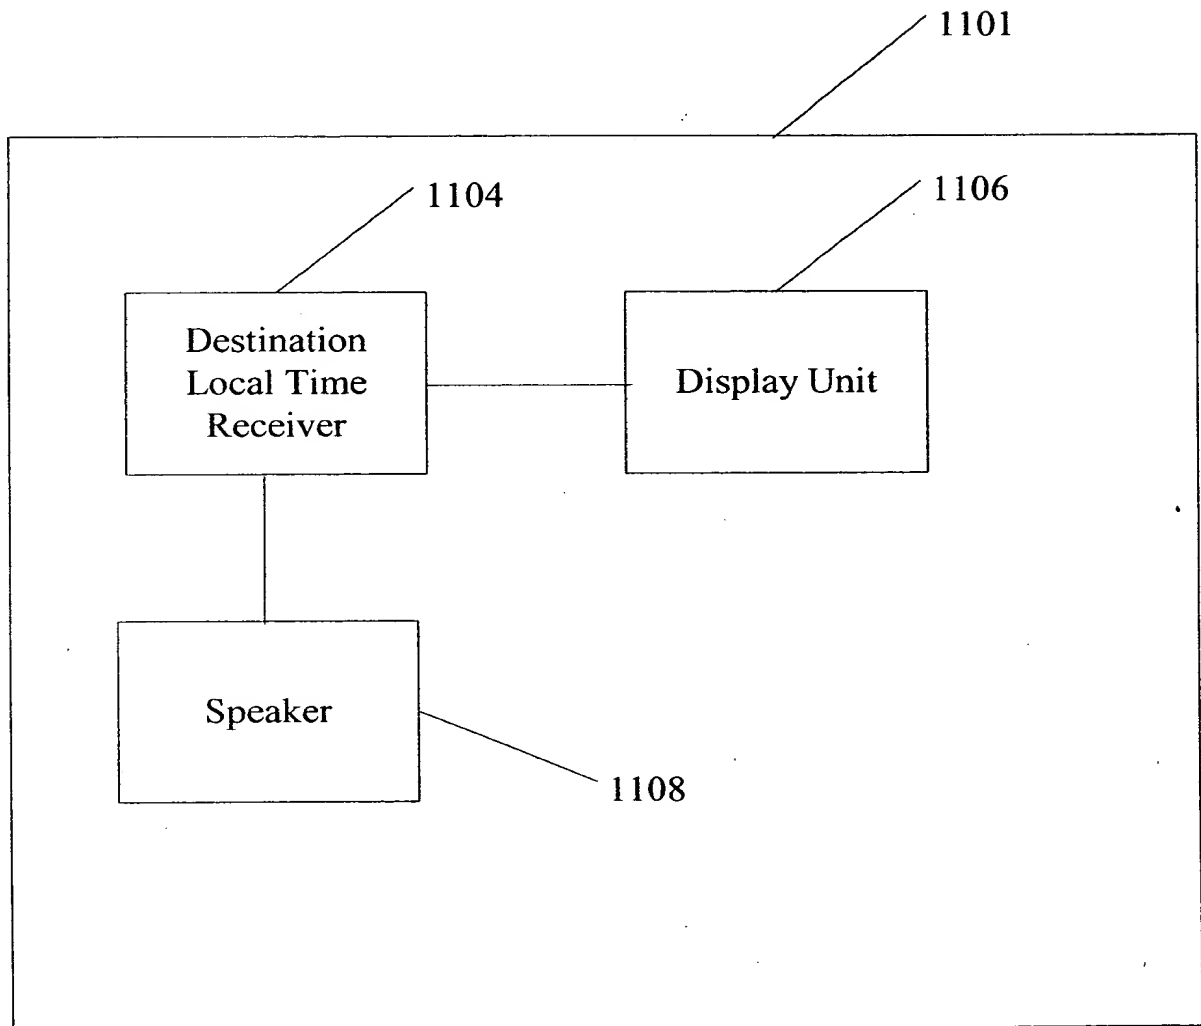 1101
1104
1106
Destination
Local Time
Receiver
Display Unit
Speaker
1108